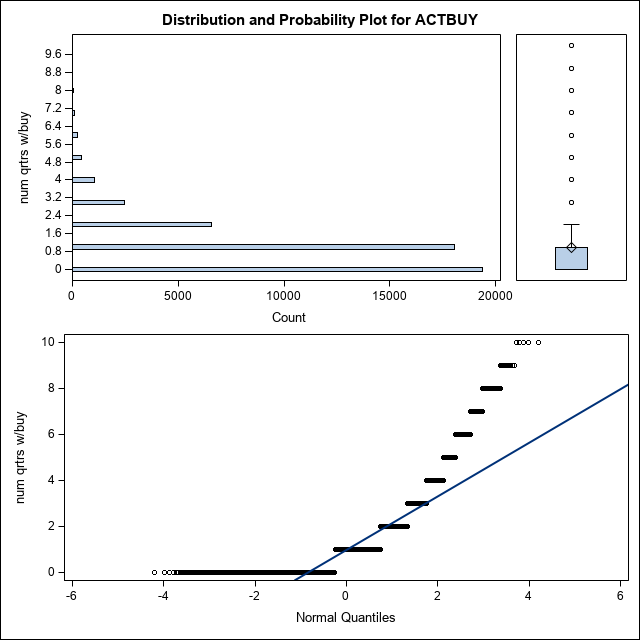 Distribution and Probability Plot for ACTBUY
num qrtrs w/buy
9.6
8.8
8
7.2
6.4
5.6
4.8
4
3.2
2.4
1.6
0.8
0
0 5000 10000 15000 20000
Count
num qrtrs w/buy
10
8
6
4
2
0
-6 -4 -2 0 2 4 6
Normal Quantiles